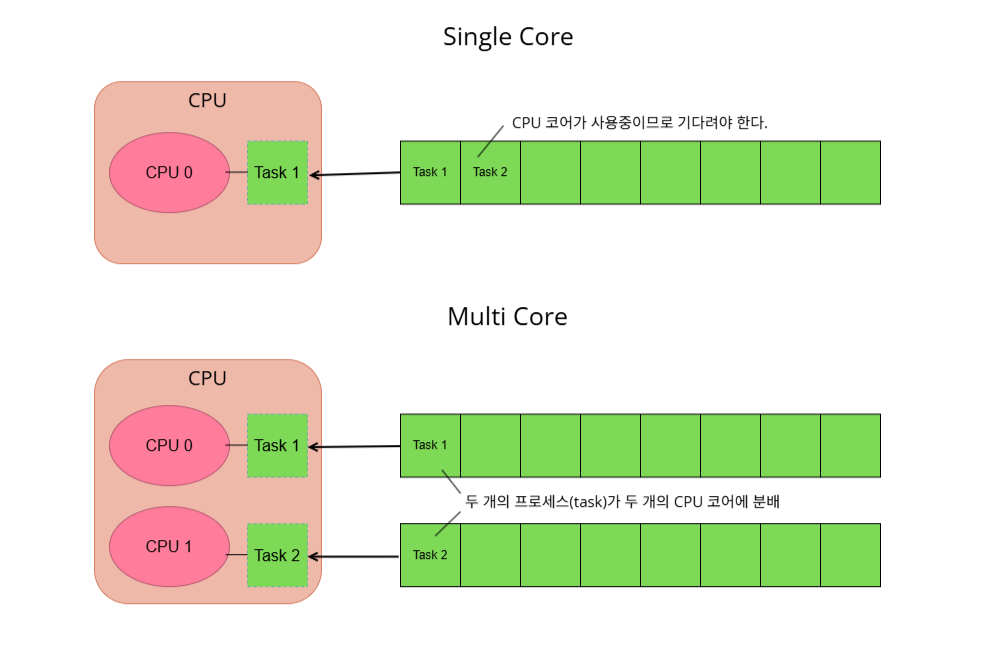 Single Core
CPU
CPU 코어가 사용중이므로 기다려야 한다.
CPU 0
Task 1
Task 1
Task 2
Multi Core
CPU
CPU 0
Task 1
Task 1
두 개의 프로세스(task)가 두 개의 CPU 코어에 분배
CPU 1
Task 2
Task 2